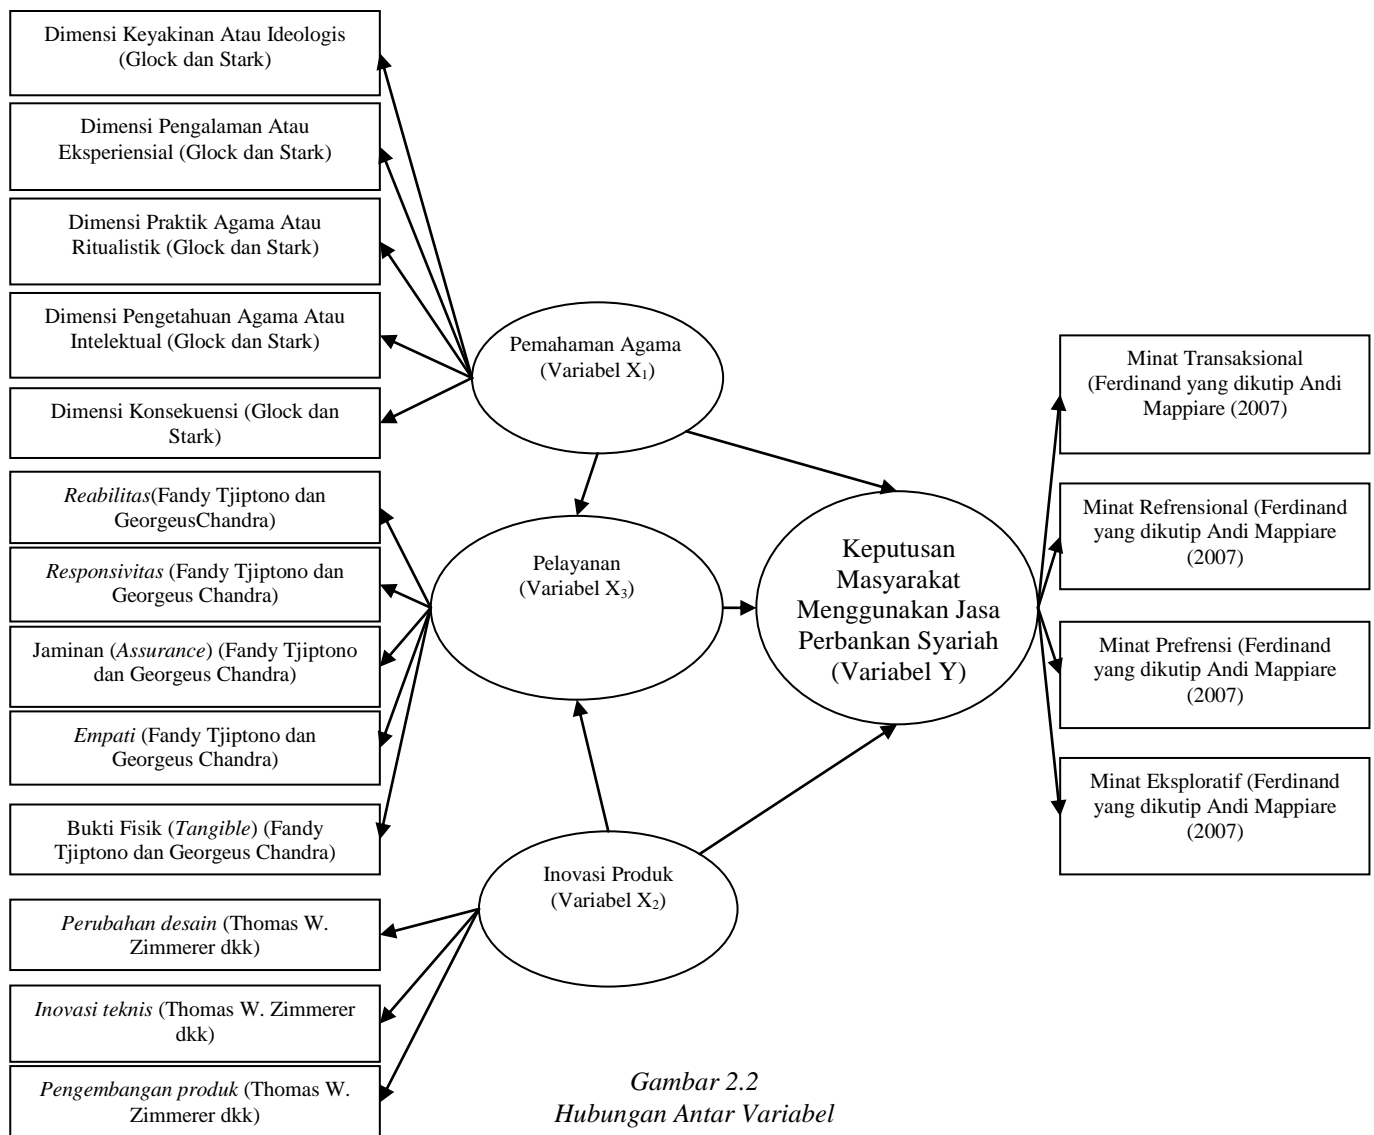 Dimensi Keyakinan Atau Ideologis
(Glock dan Stark)
Dimensi Pengalaman Atau
Eksperiensial (Glock dan Stark)
Dimensi Praktik Agama Atau
Ritualistik (Glock dan Stark)
Dimensi Pengetahuan Agama Atau
Intelektual (Glock dan Stark)
Dimensi Konsekuensi (Glock dan
Stark)
Reabilitas(Fandy Tjiptono dan
GeorgeusChandra)
Responsivitas (Fandy Tjiptono dan
Georgeus Chandra)
Jaminan (Assurance) (Fandy Tjiptono
dan Georgeus Chandra)
Empati (Fandy Tjiptono dan
Georgeus Chandra)
Bukti Fisik (Tangible) (Fandy
Tjiptono dan Georgeus Chandra)
Perubahan desain (Thomas W.
Zimmerer dkk)
Inovasi teknis (Thomas W. Zimmerer
dkk)
Pengembangan produk (Thomas W.
Zimmerer dkk)
Pemahaman Agama
(Variabel X₁)
Pelayanan
(Variabel X₃)
Inovasi Produk
(Variabel X₂)
Keputusan
Masyarakat
Menggunakan Jasa
Perbankan Syariah
(Variabel Y)
Minat Transaksional
(Ferdinand yang dikutip Andi
Mappiare (2007)
Minat Refrensional (Ferdinand
yang dikutip Andi Mappiare
(2007)
Minat Prefrensi (Ferdinand
yang dikutip Andi Mappiare
(2007)
Minat Eksploratif (Ferdinand
yang dikutip Andi Mappiare
(2007)
Gambar 2.2
Hubungan Antar Variabel